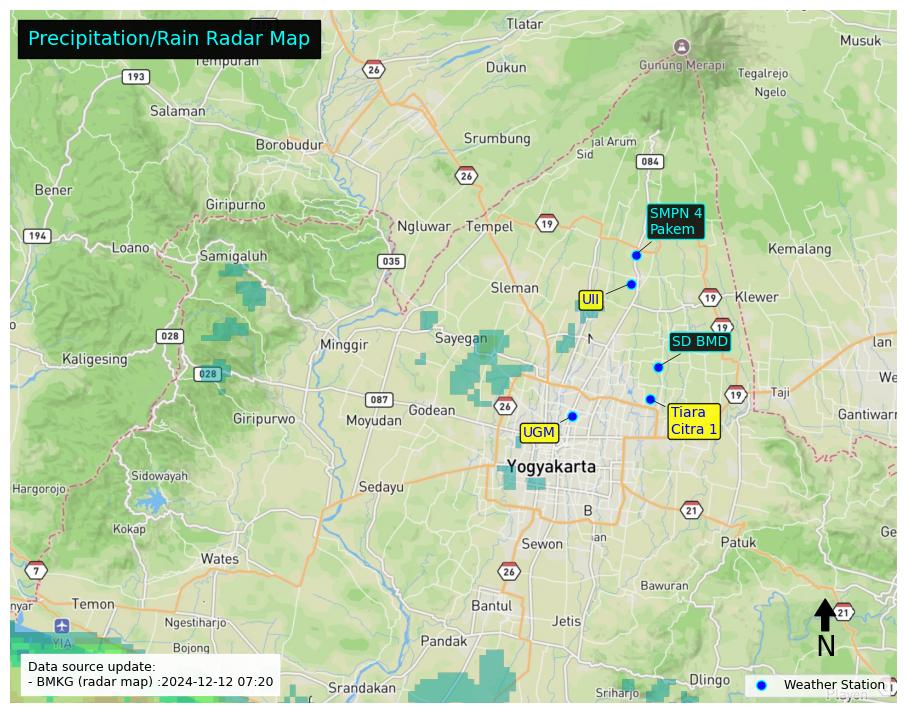 Precipitation/Rain Radar Map
Tlatar
Musuk
26
193
Dukun
Gunung Merapi
Tegalrejo
Ngelo
Salaman
Borobudur
Srumbung
Sid
084
26
Bener
Giripurno
SMPN 4
Pakem
194
Loano
Samigaluh
Ngluwar
Tempel
19
Kemalang
035
Sleman
UII
19
Klewer
028
Kaligesing
Minggir
Sayegan
N
19
SD BMD
lan
028
087
Giripurwo
Moyudan
Godean
26
UGM
Tiara
Citra 1
19
Taji
We
Gantiwarn
Yogyakarta
Hargorojo
Sidowayah
Sedayu
Kokap
B
21
Wates
Sewon
an
Patuk
Ge
7
26
Bawuran
nyar
Temon
Ngestiharjo
Bantul
Jetis
21
YIA
Bojong
Pandak
N
Data source update:
- BMKG (radar map) :2024-12-12 07:20
Srandakan
Sriharjo
Dlingo
Weather Station